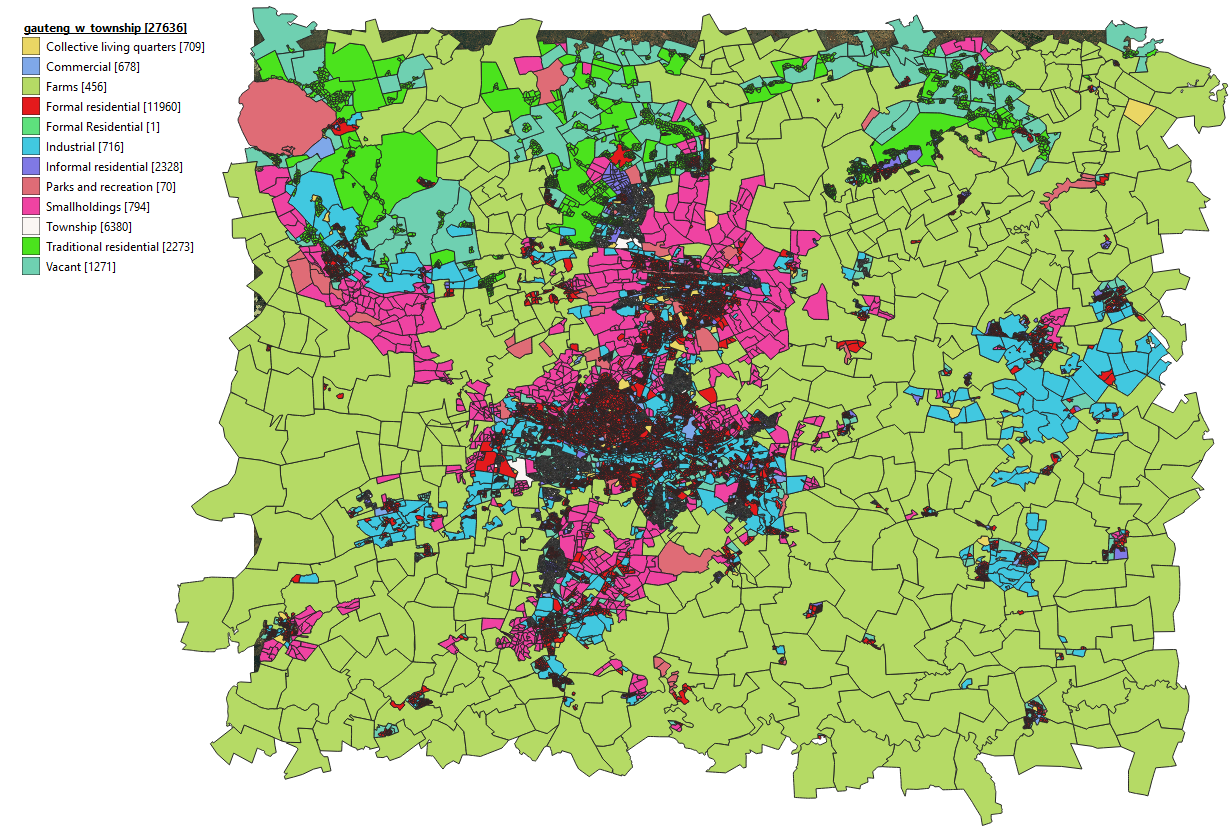 gauteng_w_township [27636]
Collective living quarters [709]
Commercial [678]
Farms [456]
Formal residential [11960]
Formal Residential [1]
Industrial [716]
Informal residential [2328]
Parks and recreation [70]
Smallholdings [794]
Township [6380]
Traditional residential [2273]
Vacant [1271]